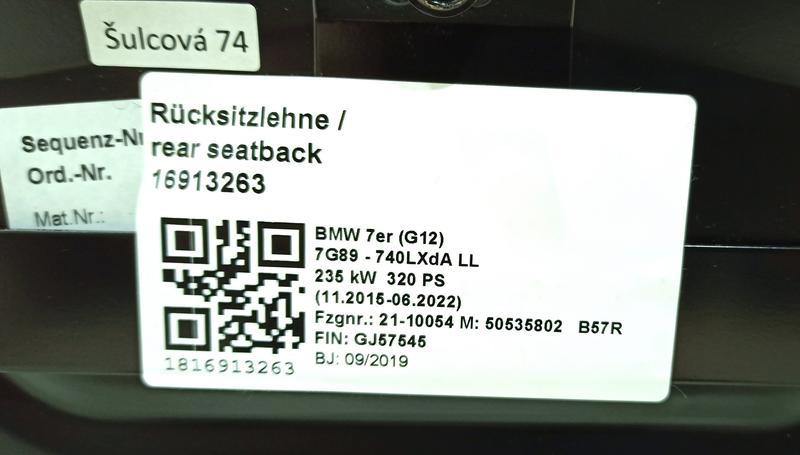 Šulcová 74
Sequenz-Nu
Ord.-Nr.
Mat.Nr.:
Rücksitzlehne /
rear seatback
16913263
BMW 7er (G12)
7G89 - 740LXdA LL
235 kW 320 PS
(11.2015-06.2022)
Fzgnr.: 21-10054 M: 50535802 B57R
FIN: GJ57545
BJ: 09/2019
1816913263